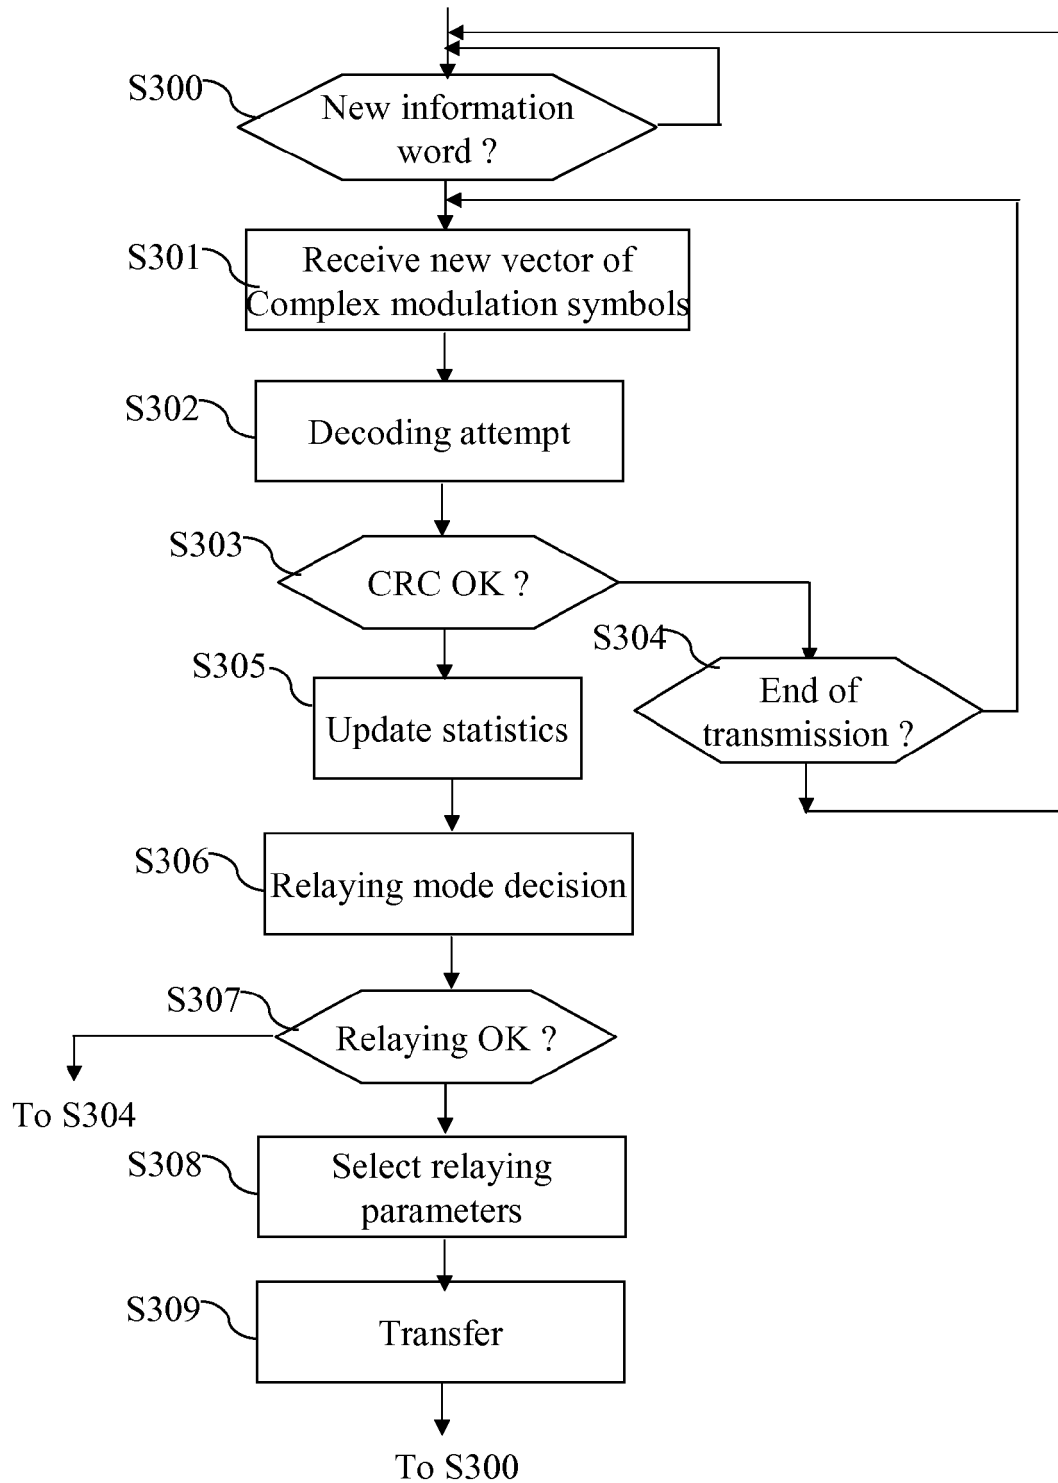 S300
New information
word ?
S301
Receive new vector of
Complex modulation symbols
S302
Decoding attempt
S303
CRC OK ?
S304
End of
transmission ?
S305
Update statistics
S306
Relaying mode decision
S307
Relaying OK ?
To S304
S308
Select relaying
parameters
S309
Transfer
To S300